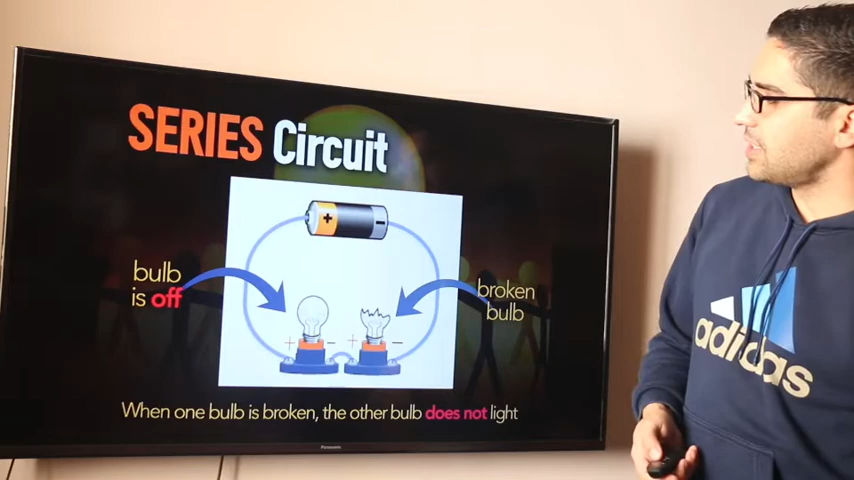 SERIES Circuit
+ -
bulb
is off
broken
bulb
+ - + -
When one bulb is broken, the other bulb does not light
Panasonic
adidas